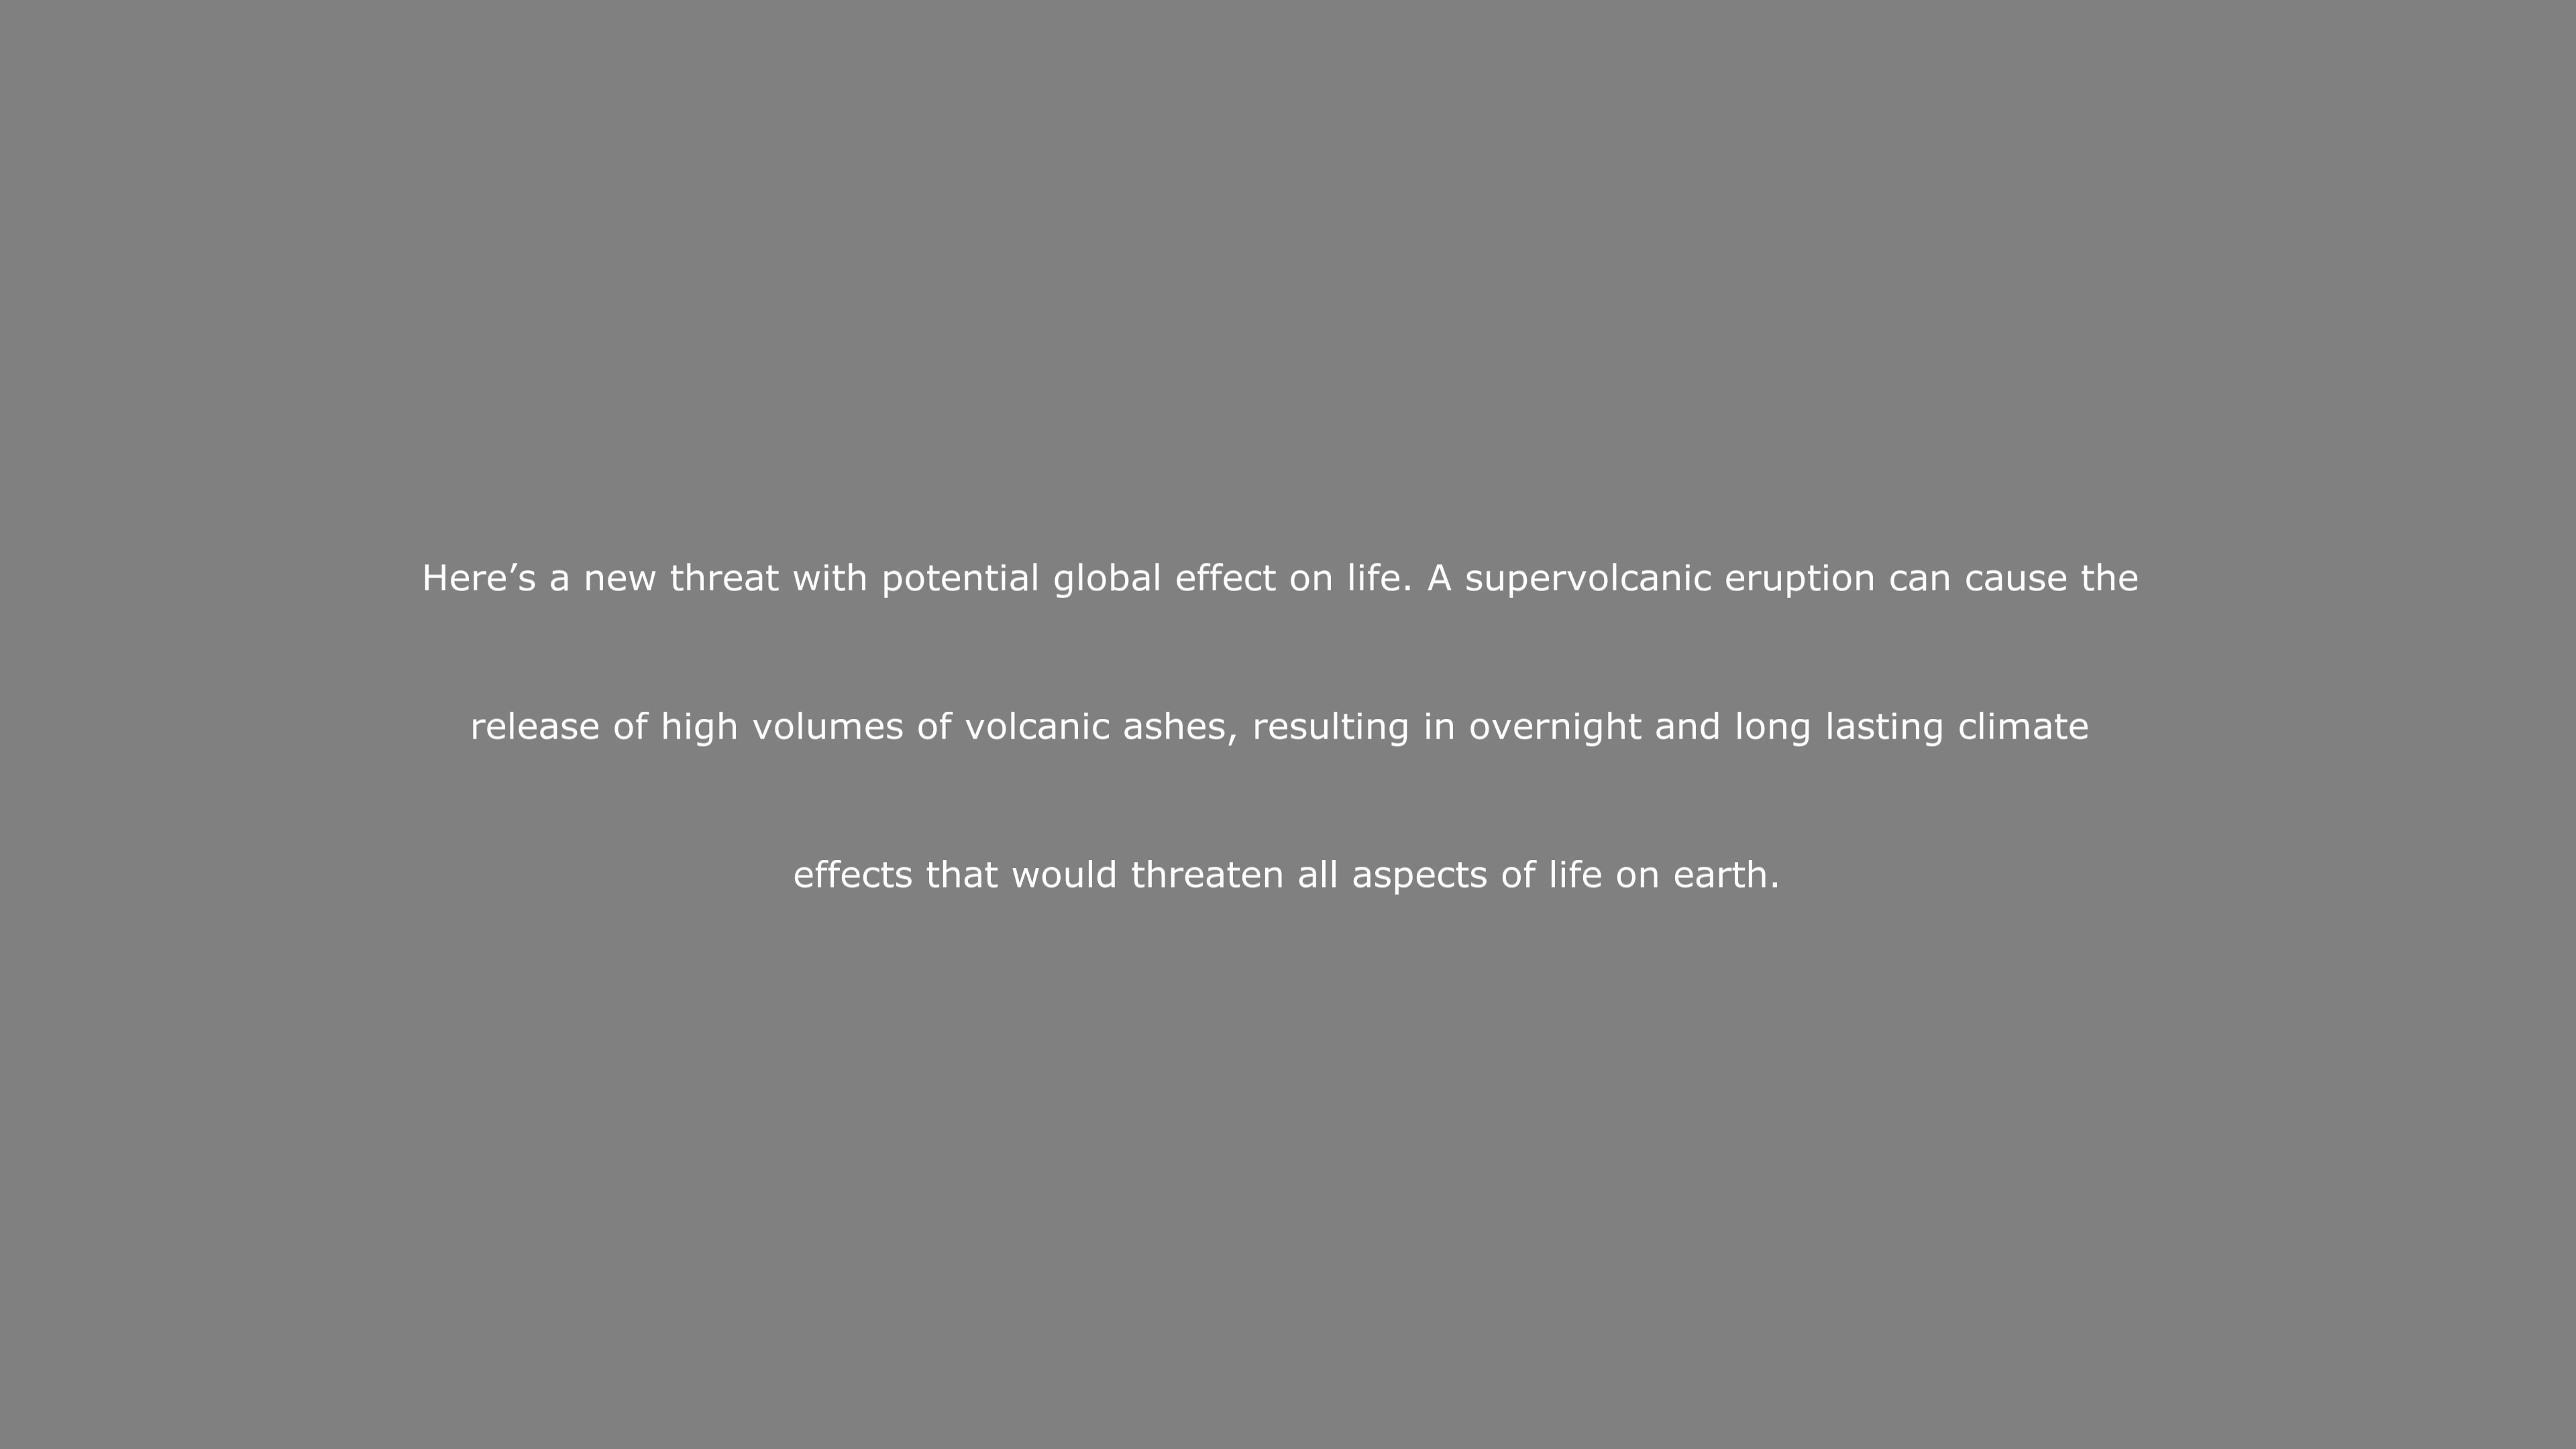 Here’s a new threat with potential global effect on life. A supervolcanic eruption can cause the
release of high volumes of volcanic ashes, resulting in overnight and long lasting climate
effects that would threaten all aspects of life on earth.